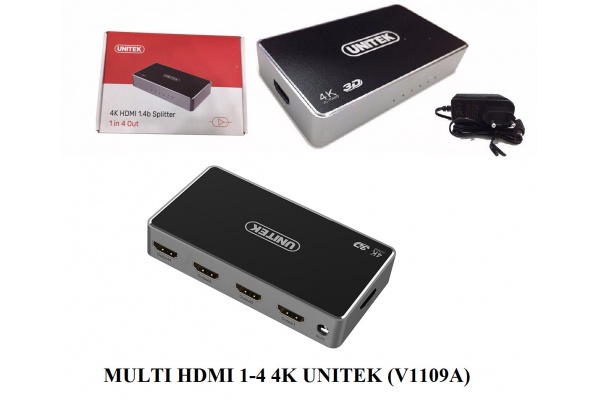 UNITEK
4K HDMI 1.4b Splitter
1 in 4 Out
UNITEK
4K
3D
UNITEK
4K
3D
MULTI HDMI 1-4 4K UNITEK (V1109A)